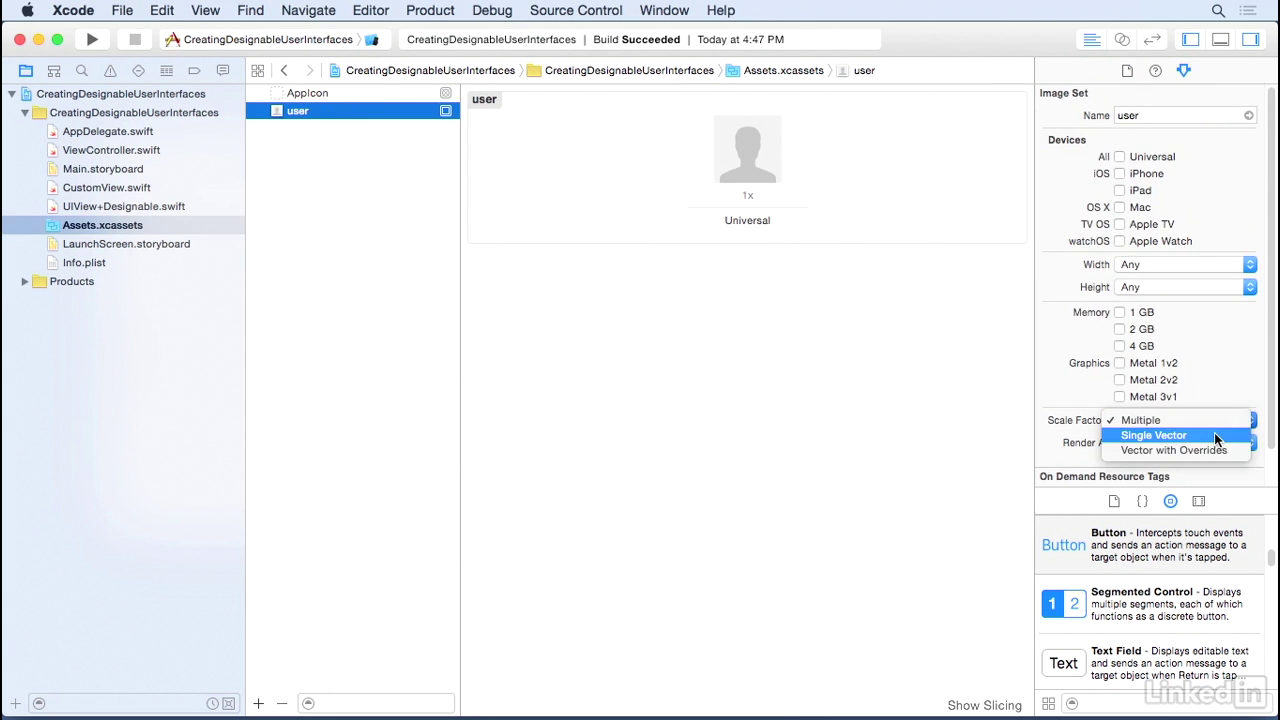 Xcode File Edit View Find Navigate Editor Product Debug Source Control Window Help
CreatingDesignableUserInterfaces
CreatingDesignableUserInterfaces | Build Succeeded | Today at 4:47 PM
CreatingDesignableUserInterfaces
CreatingDesignableUserInterfaces
AppDelegate.swift
ViewController.swift
Main.storyboard
CustomView.swift
UIView+Designable.swift
Assets.xcassets
LaunchScreen.storyboard
Info.plist
Products
CreatingDesignableUserInterfaces CreatingDesignableUserInterfaces Assets.xcassets user
AppIcon
user
user
1x
Universal
Show Slicing
Image Set
Name user
Devices
All Universal
iOS iPhone
iPad
OS X Mac
TV OS Apple TV
watchOS Apple Watch
Width Any
Height Any
Memory 1 GB
2 GB
4 GB
Graphics Metal 1v2
Metal 2v2
Metal 3v1
Scale Facto ✓ Multiple
Single Vector
Render A Vector with Overrides
On Demand Resource Tags
{ }
Button Button - Intercepts touch events
and sends an action message to a
target object when it's tapped.
1 2 Segmented Control - Displays
multiple segments, each of which
functions as a discrete button.
Text Text Field - Displays editable text
and sends an action message to a
target object when Return is tap...
LinkedIn